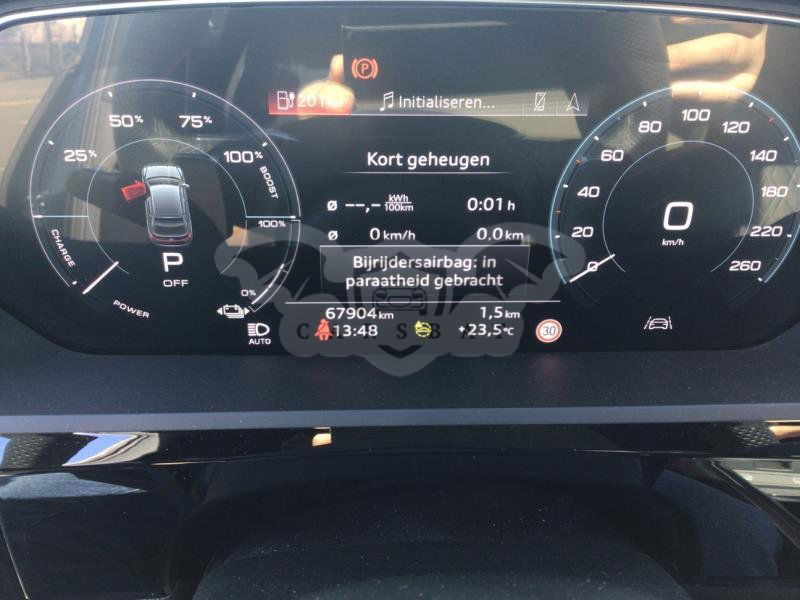 (P)
201 km Initialiseren...
50% 75%
25% 100%
BOOST
100%
CHARGE
POWER
0%
P
OFF
AUTO
Kort geheugen
Ø --,- kWh/100km 0:01 h
Ø 0 km/h 0.0 km
Bijrijdersairbag: in
paraatheid gebracht
67904 km 1,5 km
13:48 +23,5 °C
30
0 20 40 60 80 100 120 140 180 220 260
0
km/h
CARSBAY